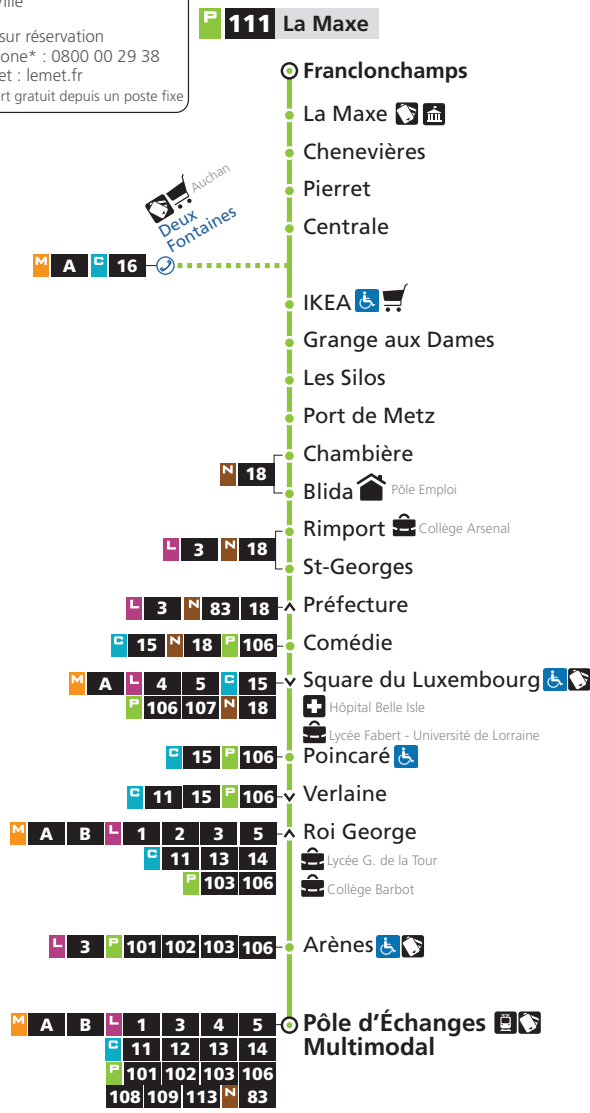 sur réservation
: 0800 00 29 38
: lemet.fr
gratuit depuis un poste fixe
P 111 La Maxe
Franclonchamps
La Maxe
Chenevières
Pierret
Centrale
Auchan
Deux
Fontaines
M A C 16
IKEA
Grange aux Dames
Les Silos
Port de Metz
Chambière
N 18
Blida Pôle Emploi
Rimport Collège Arsenal
L 3 N 18
St-Georges
L 3 N 83 18 Préfecture
C 15 N 18 P 106 Comédie
M A L 4 5 C 15 Square du Luxembourg
P 106 107 N 18 Hôpital Belle Isle
Lycée Fabert - Université de Lorraine
C 15 P 106 Poincaré
C 11 15 P 106 Verlaine
M A B L 1 2 3 5 Roi George
C 11 13 14 Lycée G. de la Tour
P 103 106 Collège Barbot
L 3 P 101 102 103 106 Arènes
M A B L 1 3 4 5 Pôle d'Échanges
C 11 12 13 14 Multimodal
P 101 102 103 106
108 109 113 N 83